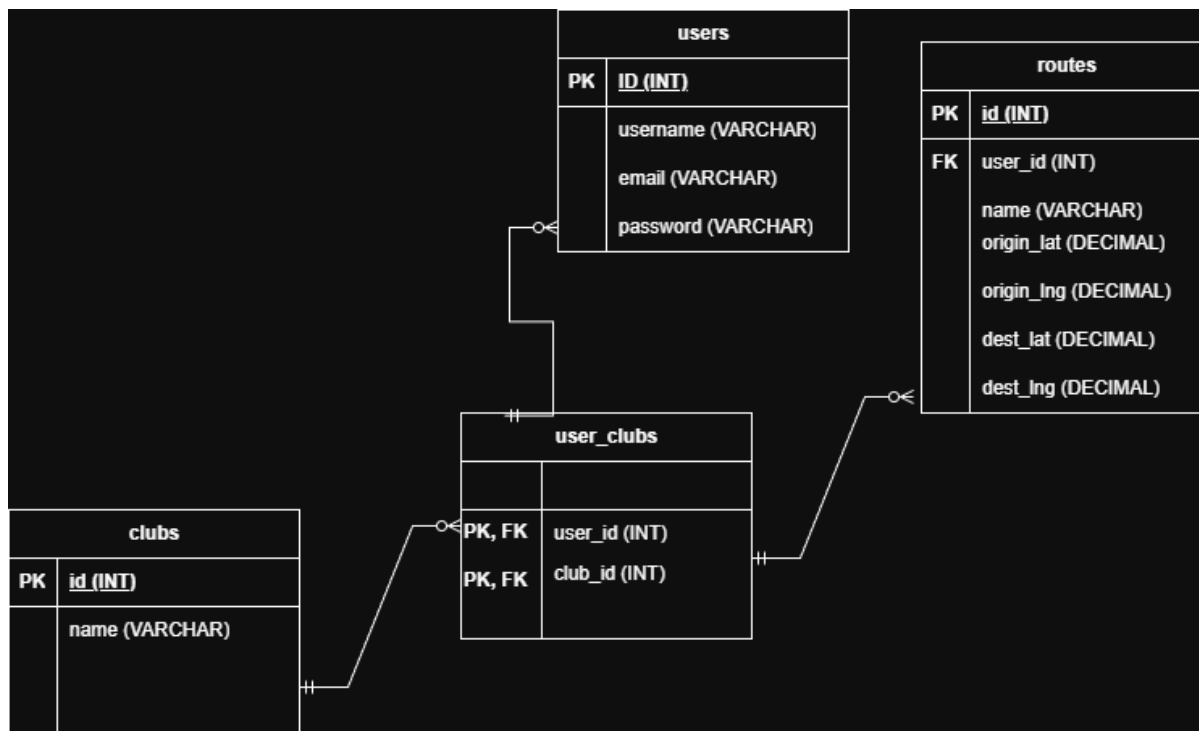 users
PK ID (INT)
username (VARCHAR)
email (VARCHAR)
password (VARCHAR)
routes
PK id (INT)
FK user_id (INT)
name (VARCHAR)
origin_lat (DECIMAL)
origin_lng (DECIMAL)
dest_lat (DECIMAL)
dest_lng (DECIMAL)
user_clubs
PK, FK user_id (INT)
PK, FK club_id (INT)
clubs
PK id (INT)
name (VARCHAR)